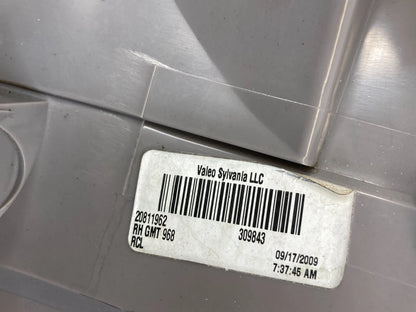 Valeo Sylvania LLC
20811962
309843
RH GMT 968
RCL
09/17/2009
7:37:45 AM